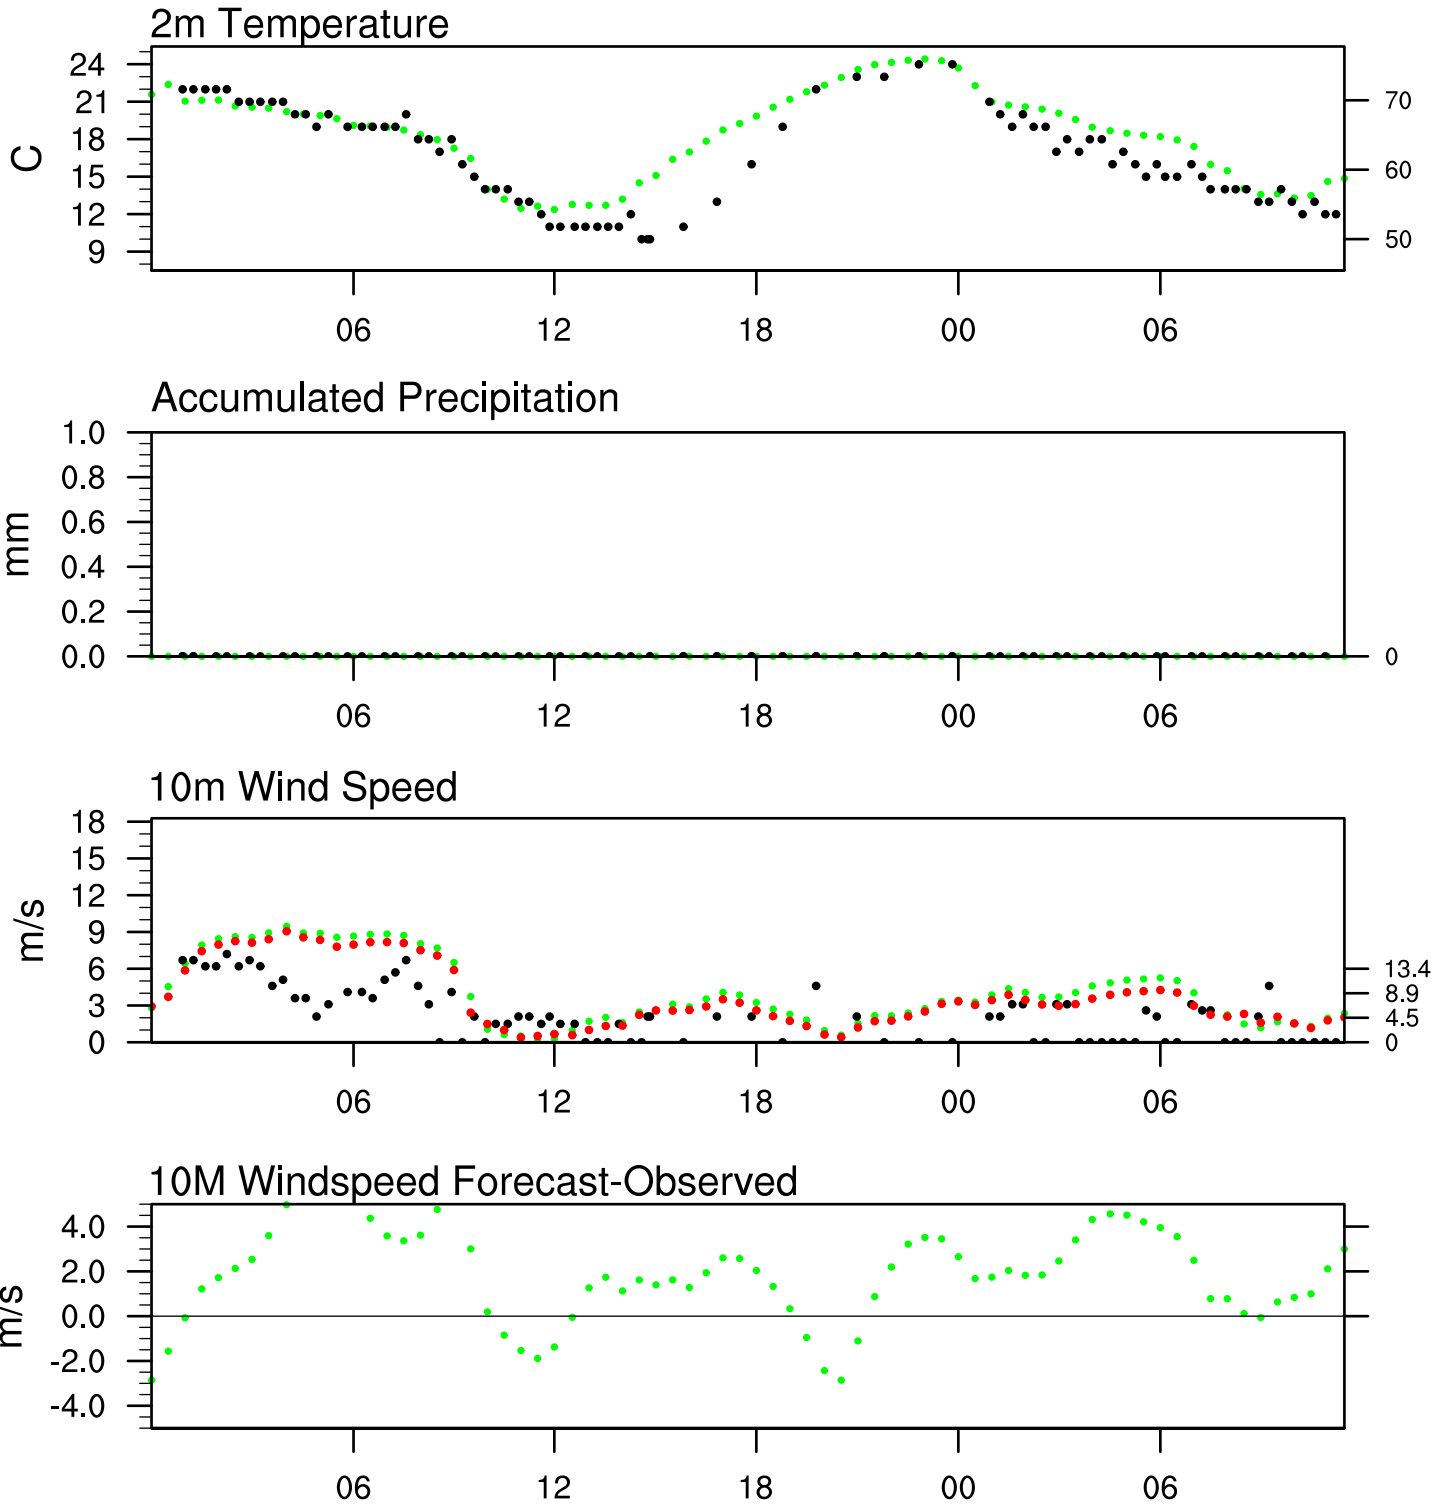 2m Temperature
24
21
18
15
12
9
C
70
60
50
06 12 18 00 06
Accumulated Precipitation
1.0
0.8
0.6
0.4
0.2
0.0
mm
0
06 12 18 00 06
10m Wind Speed
18
15
12
9
6
3
0
m/s
13.4
8.9
4.5
0
06 12 18 00 06
10M Windspeed Forecast-Observed
4.0
2.0
0.0
-2.0
-4.0
m/s
06 12 18 00 06